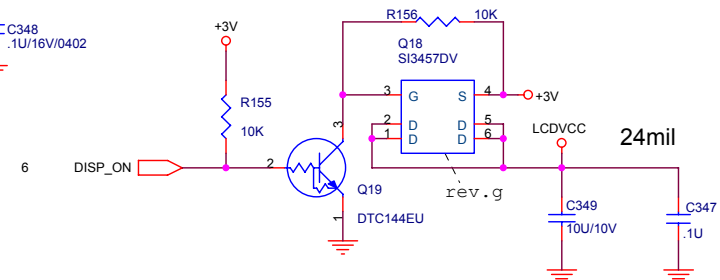 C348
.1U/16V/0402
+3V
R155
10K
6
DISP_ON
2
3
1
Q19
DTC144EU
R156
10K
Q18
SI3457DV
3
G
S
4
+3V
2
D
D
5
1
D
D
6
rev.g
LCDVCC
24mil
C349
10U/10V
C347
.1U